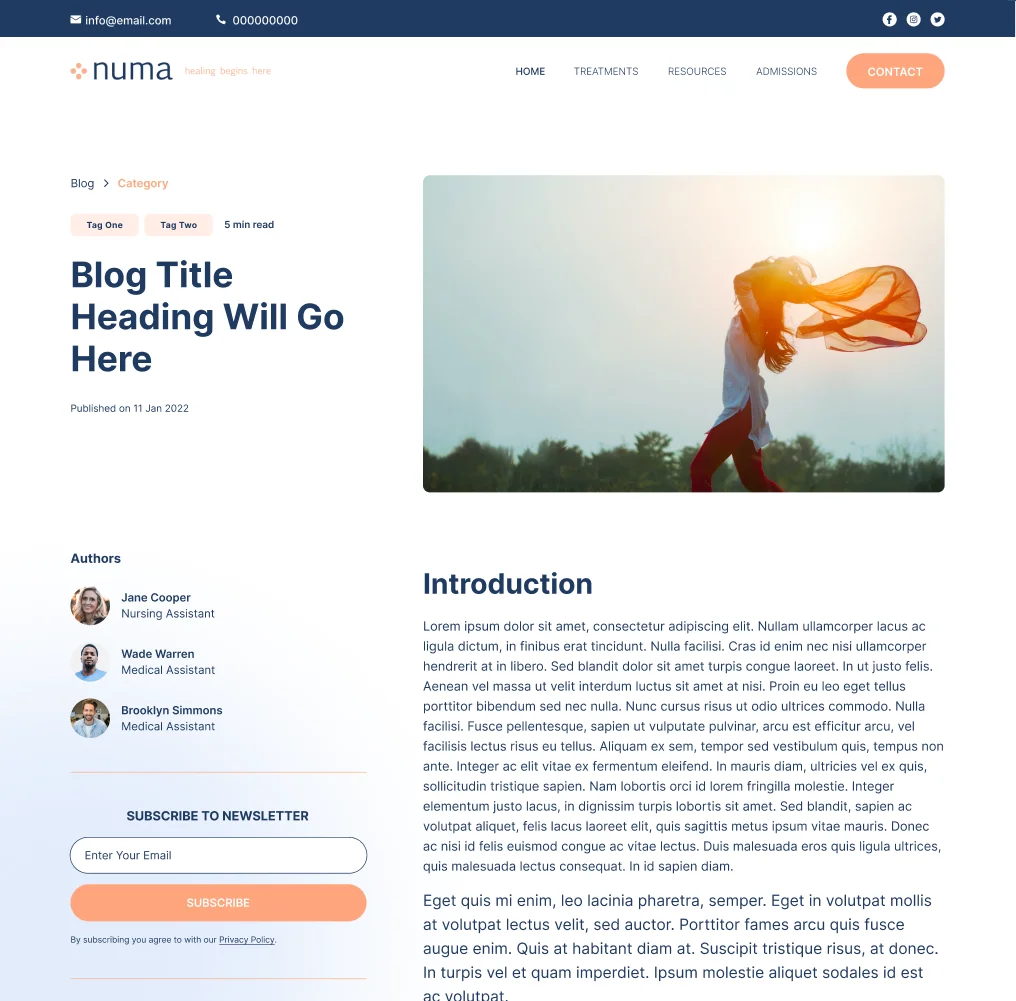 info@email.com 000000000
numa healing begins here
HOME TREATMENTS RESOURCES ADMISSIONS CONTACT
Blog > Category
Tag One Tag Two 5 min read
Blog Title
Heading Will Go
Here
Published on 11 Jan 2022
Authors
Jane Cooper
Nursing Assistant
Wade Warren
Medical Assistant
Brooklyn Simmons
Medical Assistant
SUBSCRIBE TO NEWSLETTER
Enter Your Email
SUBSCRIBE
By subscribing you agree to with our Privacy Policy.
Introduction
Lorem ipsum dolor sit amet, consectetur adipiscing elit. Nullam ullamcorper lacus ac
ligula dictum, in finibus erat tincidunt. Nulla facilisi. Cras id enim nec nisi ullamcorper
hendrerit at in libero. Sed blandit dolor sit amet turpis congue laoreet. In ut justo felis.
Aenean vel massa ut velit interdum luctus sit amet at nisi. Proin eu leo eget tellus
porttitor bibendum sed nec nulla. Nunc cursus risus ut odio ultrices commodo. Nulla
facilisi. Fusce pellentesque, sapien ut vulputate pulvinar, arcu est efficitur arcu, vel
facilisis lectus risus eu tellus. Aliquam ex sem, tempor sed vestibulum quis, tempus non
ante. Integer ac elit vitae ex fermentum eleifend. In mauris diam, ultricies vel ex quis,
sollicitudin tristique sapien. Nam lobortis orci id lorem fringilla molestie. Integer
elementum justo lacus, in dignissim turpis lobortis sit amet. Sed blandit, sapien ac
volutpat aliquet, felis lacus laoreet elit, quis sagittis metus ipsum vitae mauris. Donec
ac nisi id felis euismod congue ac vitae lectus. Duis malesuada eros quis ligula ultrices,
quis malesuada lectus consequat. In id sapien diam.
Eget quis mi enim, leo lacinia pharetra, semper. Eget in volutpat mollis
at volutpat lectus velit, sed auctor. Porttitor fames arcu quis fusce
augue enim. Quis at habitant diam at. Suscipit tristique risus, at donec.
In turpis vel et quam imperdiet. Ipsum molestie aliquet sodales id est
ac volutpat.